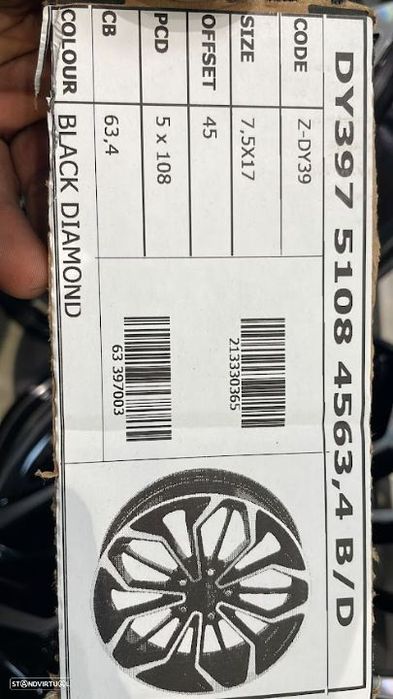 DY397 5108 4563,4 B/D
CODE Z-DY39
SIZE 7,5X17
OFFSET 45
PCD 5 x 108
CB 63,4
COLOUR BLACK DIAMOND
213330365
63 397003
STANDVIRTUAL